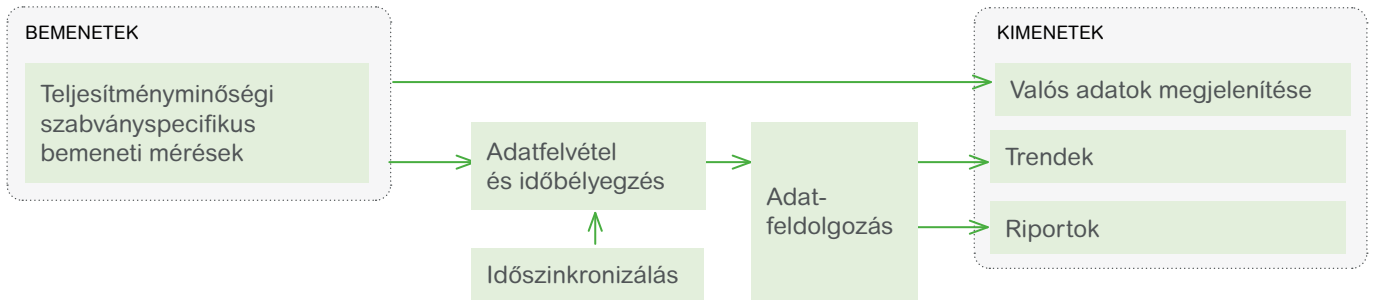 BEMENETEK
Teljesítményminőségi
szabványspecifikus
bemeneti mérések
Adatfelvétel
és időbélyegzés
Időszinkronizálás
Adat-
feldolgozás
KIMENETEK
Valós adatok megjelenítése
Trendek
Riportok